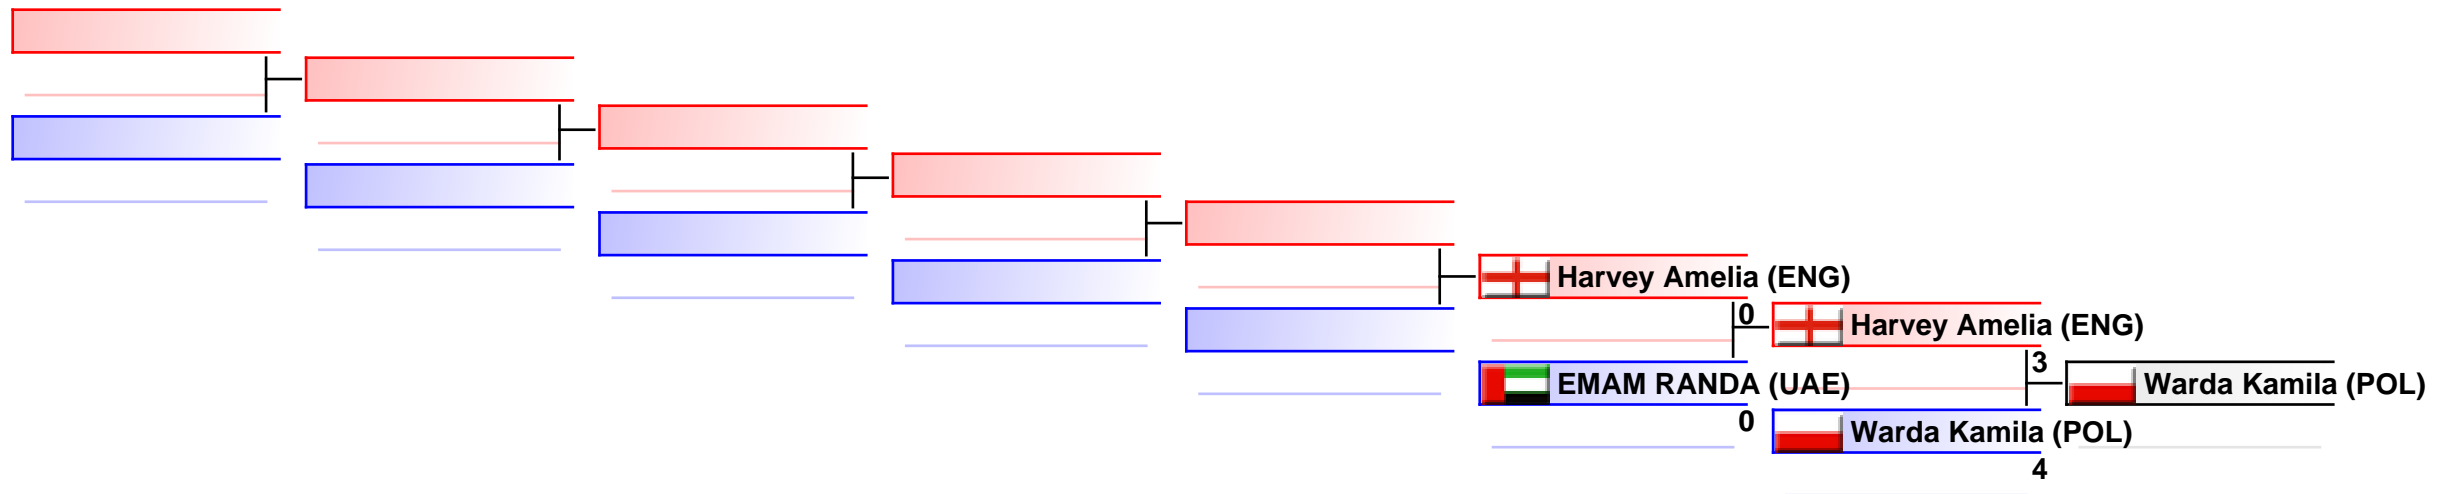 Harvey Amelia (ENG)
0
Harvey Amelia (ENG)
3
EMAM RANDA (UAE)
Warda Kamila (POL)
0
Warda Kamila (POL)
4